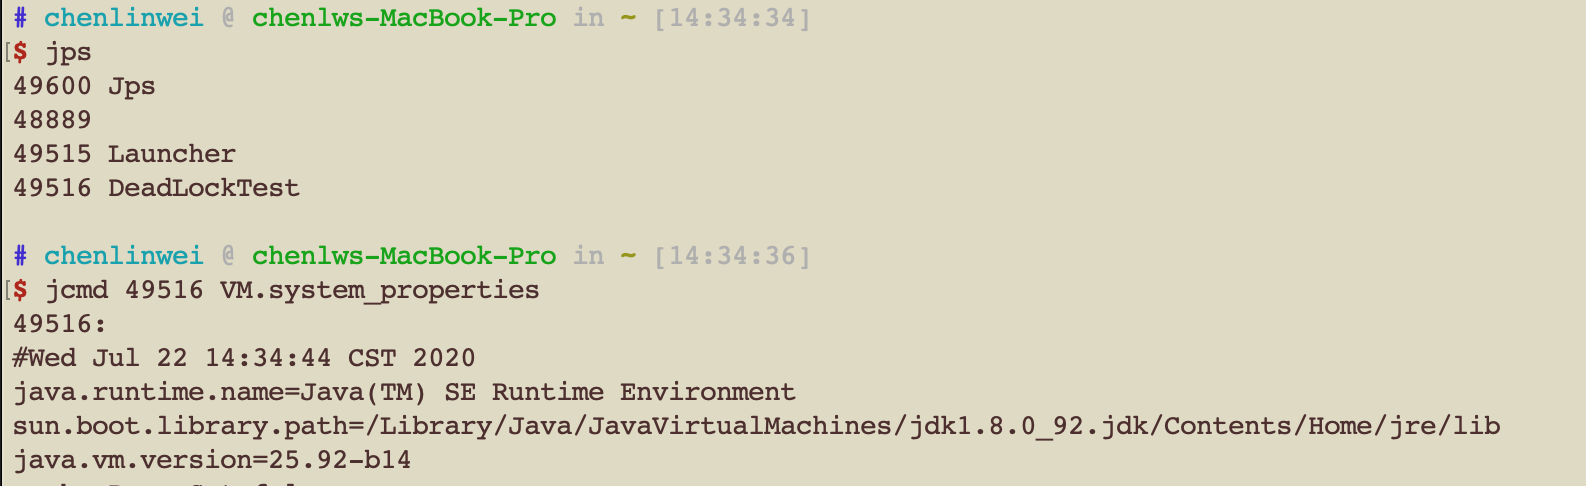 # chenlinwei @ chenlws-MacBook-Pro in ~ [14:34:34]
[$ jps
49600 Jps
48889
49515 Launcher
49516 DeadLockTest
# chenlinwei @ chenlws-MacBook-Pro in ~ [14:34:36]
[$ jcmd 49516 VM.system_properties
49516:
#Wed Jul 22 14:34:44 CST 2020
java.runtime.name=Java(TM) SE Runtime Environment
sun.boot.library.path=/Library/Java/JavaVirtualMachines/jdk1.8.0_92.jdk/Contents/Home/jre/lib
java.vm.version=25.92-b14